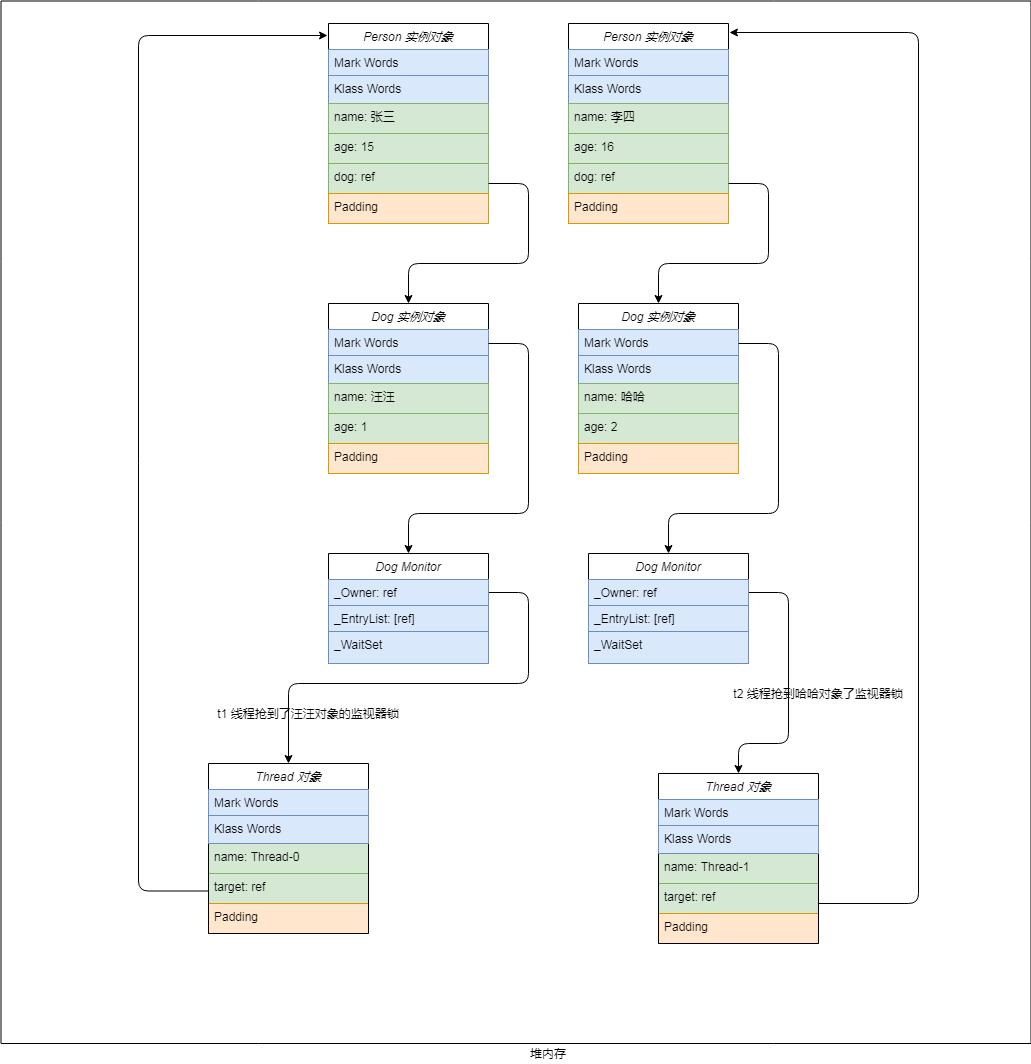 Person 实例对象
Mark Words
Klass Words
name: 张三
age: 15
dog: ref
Padding
Person 实例对象
Mark Words
Klass Words
name: 李四
age: 16
dog: ref
Padding
Dog 实例对象
Mark Words
Klass Words
name: 汪汪
age: 1
Padding
Dog 实例对象
Mark Words
Klass Words
name: 哈哈
age: 2
Padding
Dog Monitor
_Owner: ref
_EntryList: [ref]
_WaitSet
Dog Monitor
_Owner: ref
_EntryList: [ref]
_WaitSet
t1 线程抢到了汪汪对象的监视器锁
t2 线程抢到哈哈对象了监视器锁
Thread 对象
Mark Words
Klass Words
name: Thread-0
target: ref
Padding
Thread 对象
Mark Words
Klass Words
name: Thread-1
target: ref
Padding
堆内存